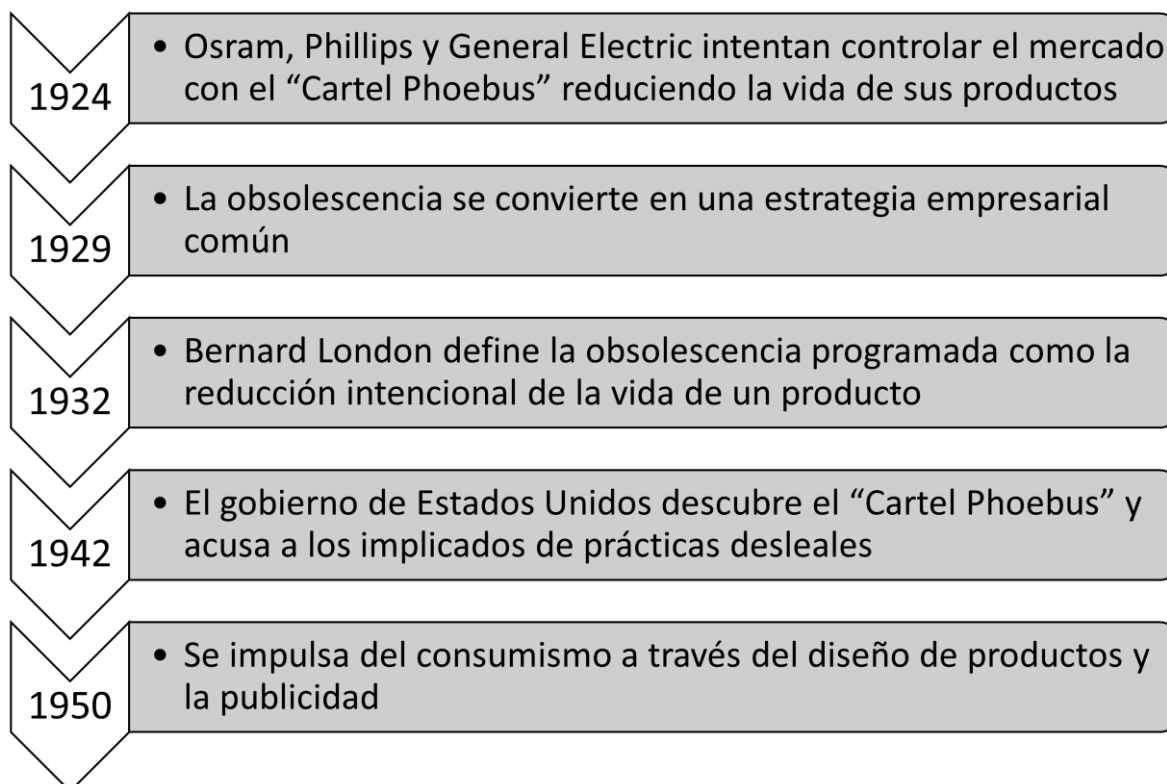 1924
• Osram, Phillips y General Electric intentan controlar el mercado
con el “Cartel Phoebus” reduciendo la vida de sus productos
1929
• La obsolescencia se convierte en una estrategia empresarial
común
1932
• Bernard London define la obsolescencia programada como la
reducción intencional de la vida de un producto
1942
• El gobierno de Estados Unidos descubre el “Cartel Phoebus” y
acusa a los implicados de prácticas desleales
1950
• Se impulsa del consumismo a través del diseño de productos y
la publicidad